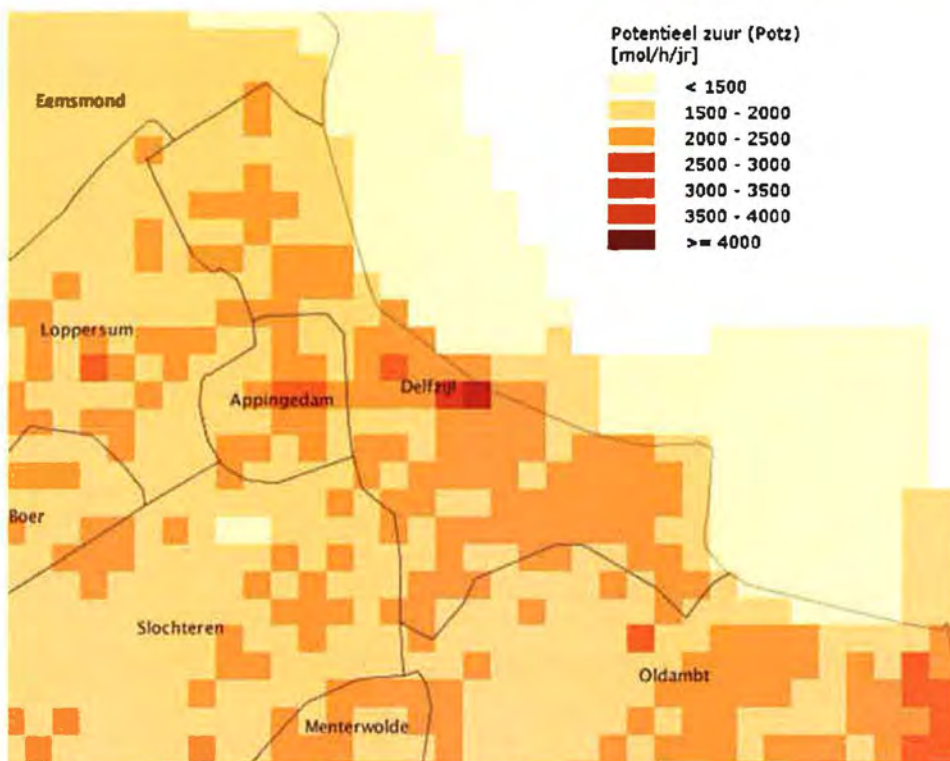 Potentieel zuur (Potz)
[mol/h/jr]
< 1500
1500 - 2000
2000 - 2500
2500 - 3000
3000 - 3500
3500 - 4000
>= 4000
Eemsmond
Loppersum
Delfzijl
Appingedam
Boer
Slochteren
Oldambt
Menterwolde